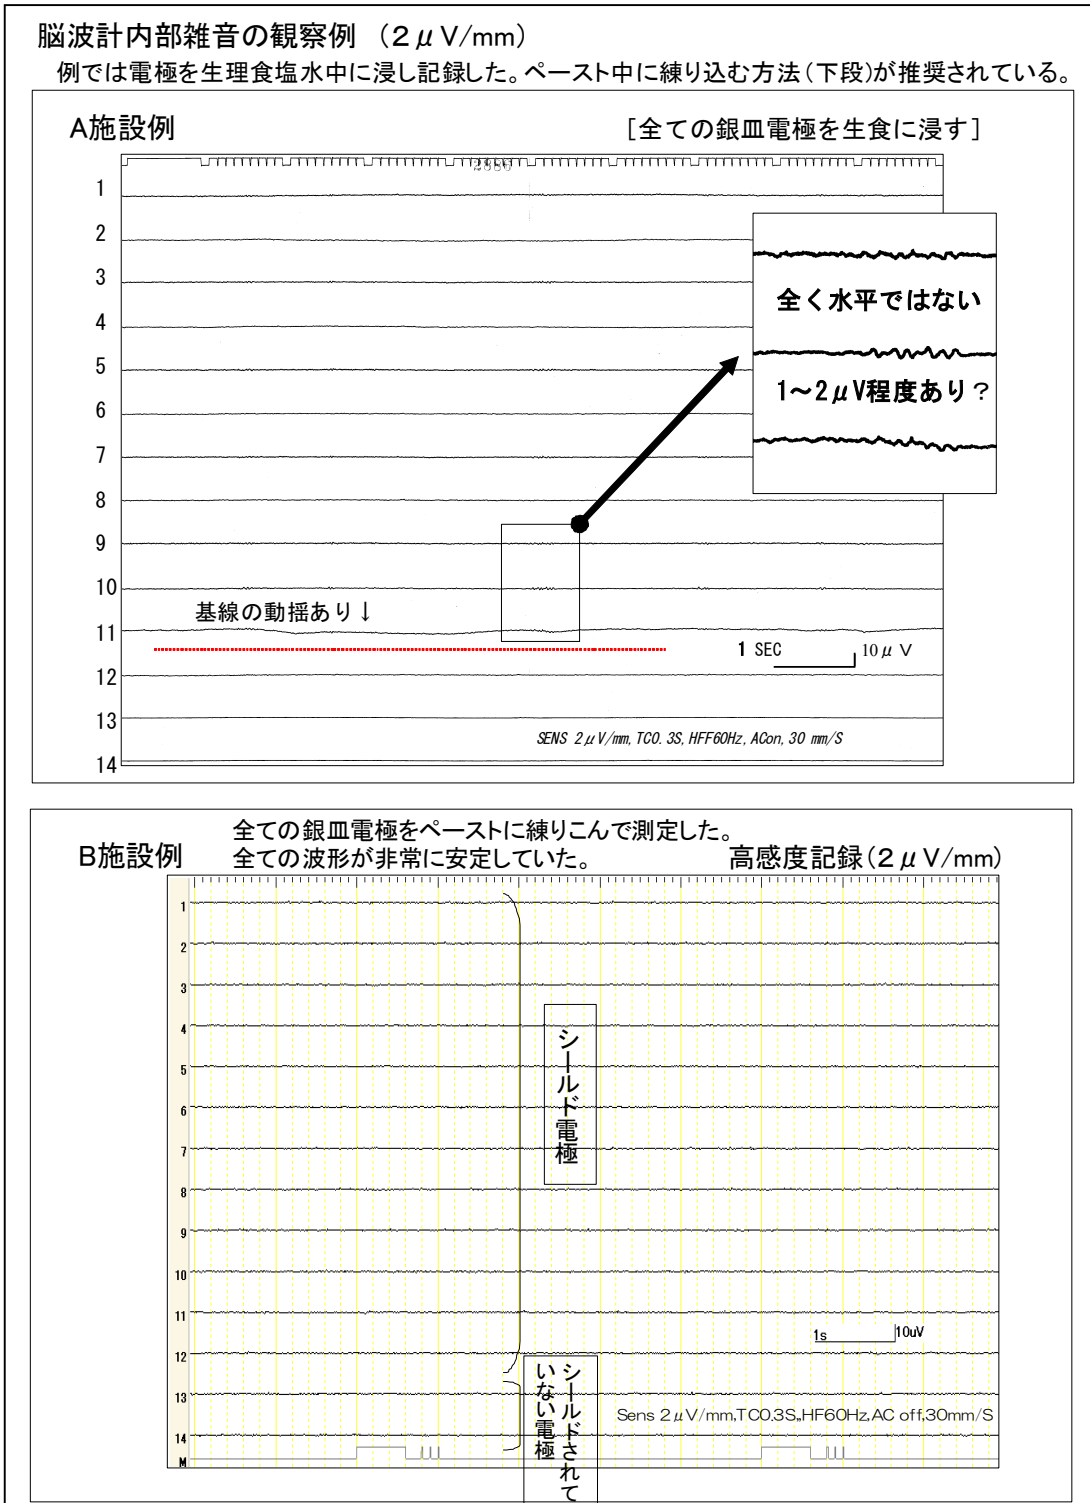 脳波計内部雑音の観察例 （２μV/mm）
例では電極を生理食塩水中に浸し記録した。ペースト中に練り込む方法（下段）が推奨されている。
A施設例
［全ての銀皿電極を生食に浸す］
2886
1
2
3
4
5
6
7
8
9
10
11
12
13
14
全く水平ではない
1～2μV程度あり？
基線の動揺あり↓
1 SEC
10μ V
SENS 2μV/mm, TC0.3S, HFF60Hz, ACon, 30 mm/S
B施設例
全ての銀皿電極をペーストに練りこんで測定した。
全ての波形が非常に安定していた。
高感度記録（２μV/mm）
1
2
3
4
5
6
7
8
9
10
11
12
13
14
M
シールド電極
シールドされて
いない電極
1s
10uV
Sens 2μV/mm,TC0.3S,,HF60Hz,AC off,30mm/S